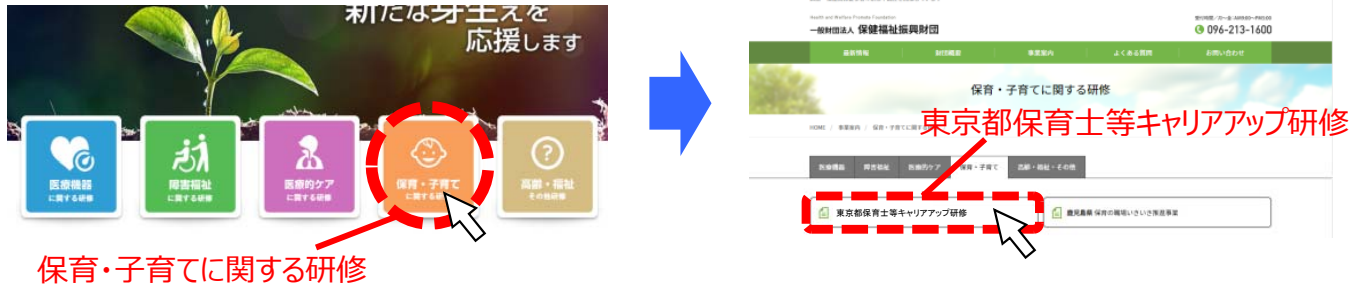 新たな芽生えを
応援します
医療機器
に関する研修
障害福祉
に関する研修
医療的ケア
に関する研修
保育・子育て
に関する研
高齢・福祉
その他研修
保育・子育てに関する研修
Health and Welfare Promote Foundation
一般財団法人 保健福祉振興財団
受付時間／月～金：AM9:00～PM5:00
096-213-1600
最新情報
財団概要
事業案内
よくある質問
お問い合わせ
保育・子育てに関する研修
東京都保育士等キャリアアップ研修
HOME / 事業案内 / 保育・子育てに関する
医療機器
障害福祉
医療的ケア
保育・子育て
高齢・福祉・その他
東京都保育士等キャリアアップ研修
鹿児島県 保育の職場いきいき推進事業